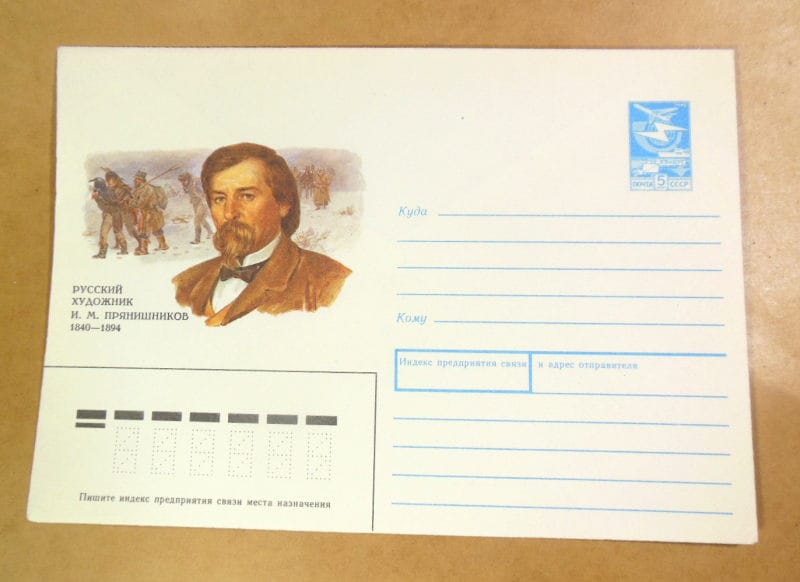 РУССКИЙ
ХУДОЖНИК
И. М. ПРЯНИШНИКОВ
1840—1894
ПОЧТА 5 СССР
Куда
Кому
Индекс предприятия связи и адрес отправителя
Пишите индекс предприятия связи места назначения